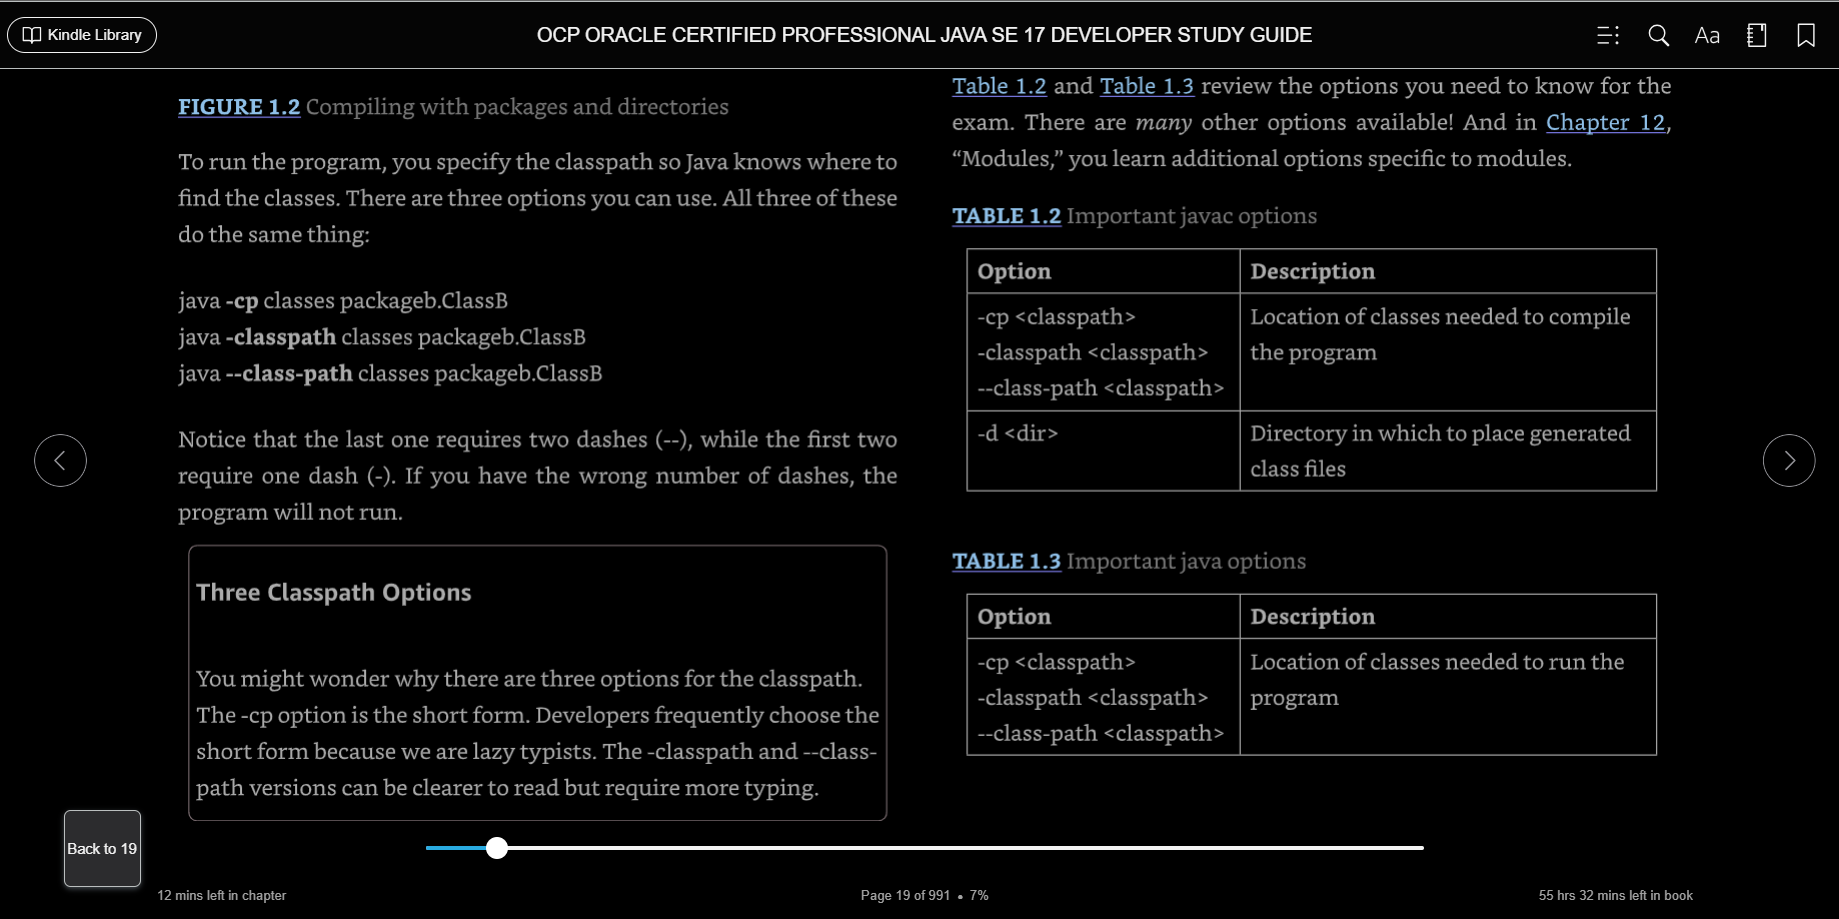 Kindle Library
OCP ORACLE CERTIFIED PROFESSIONAL JAVA SE 17 DEVELOPER STUDY GUIDE
Aa
FIGURE 1.2 Compiling with packages and directories
To run the program, you specify the classpath so Java knows where to
find the classes. There are three options you can use. All three of these
do the same thing:
java -cp classes packageb.ClassB
java -classpath classes packageb.ClassB
java --class-path classes packageb.ClassB
Notice that the last one requires two dashes (--), while the first two
require one dash (-). If you have the wrong number of dashes, the
program will not run.
Three Classpath Options
You might wonder why there are three options for the classpath.
The -cp option is the short form. Developers frequently choose the
short form because we are lazy typists. The -classpath and --class-
path versions can be clearer to read but require more typing.
Table 1.2 and Table 1.3 review the options you need to know for the
exam. There are many other options available! And in Chapter 12,
“Modules,” you learn additional options specific to modules.
TABLE 1.2 Important javac options
Option Description
-cp <classpath> Location of classes needed to compile
-classpath <classpath> the program
--class-path <classpath>
-d <dir> Directory in which to place generated
class files
TABLE 1.3 Important java options
Option Description
-cp <classpath> Location of classes needed to run the
-classpath <classpath> program
--class-path <classpath>
Back to 19
12 mins left in chapter
Page 19 of 991 • 7%
55 hrs 32 mins left in book